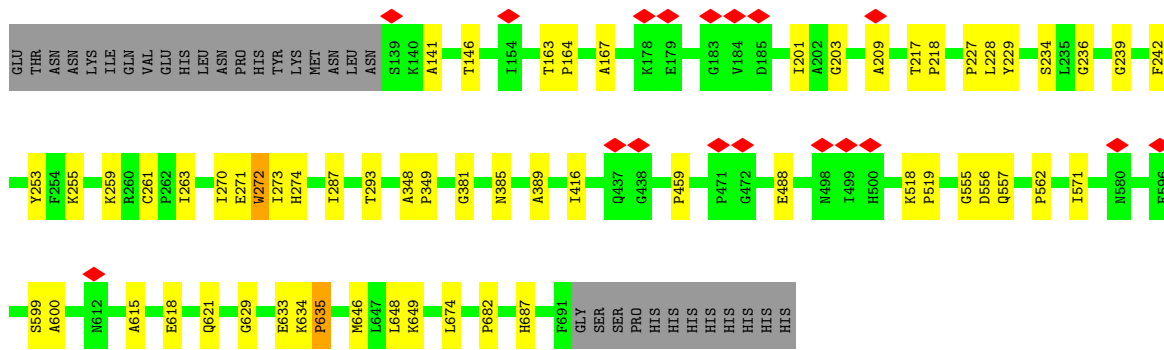 GLU THR ASN ASN LYS ILE GLN VAL GLU HIS LEU ASN PRO HIS TYR LYS MET ASN LEU ASN S139 K140 A141 T146 I154 T163 P164 A167 K178 E179 G183 V184 D185 I201 A202 G203 A209 T217 P218 P227 L228 Y229 S234 L235 G236 G239 F242
Y253 F254 K255 K259 R260 C261 P262 I263 I270 E271 W272 I273 H274 I287 T293 A348 P349 G381 N385 A389 I416 Q437 G438 P459 P471 G472 E488 N498 I499 H500 K518 P519 G555 D556 Q557 P562 I571 N580 E596
S599 A600 N612 A615 E618 Q621 G629 E633 K634 P635 M646 L647 L648 K649 L674 P682 H687 F691 GLY SER SER PRO HIS HIS HIS HIS HIS HIS HIS HIS